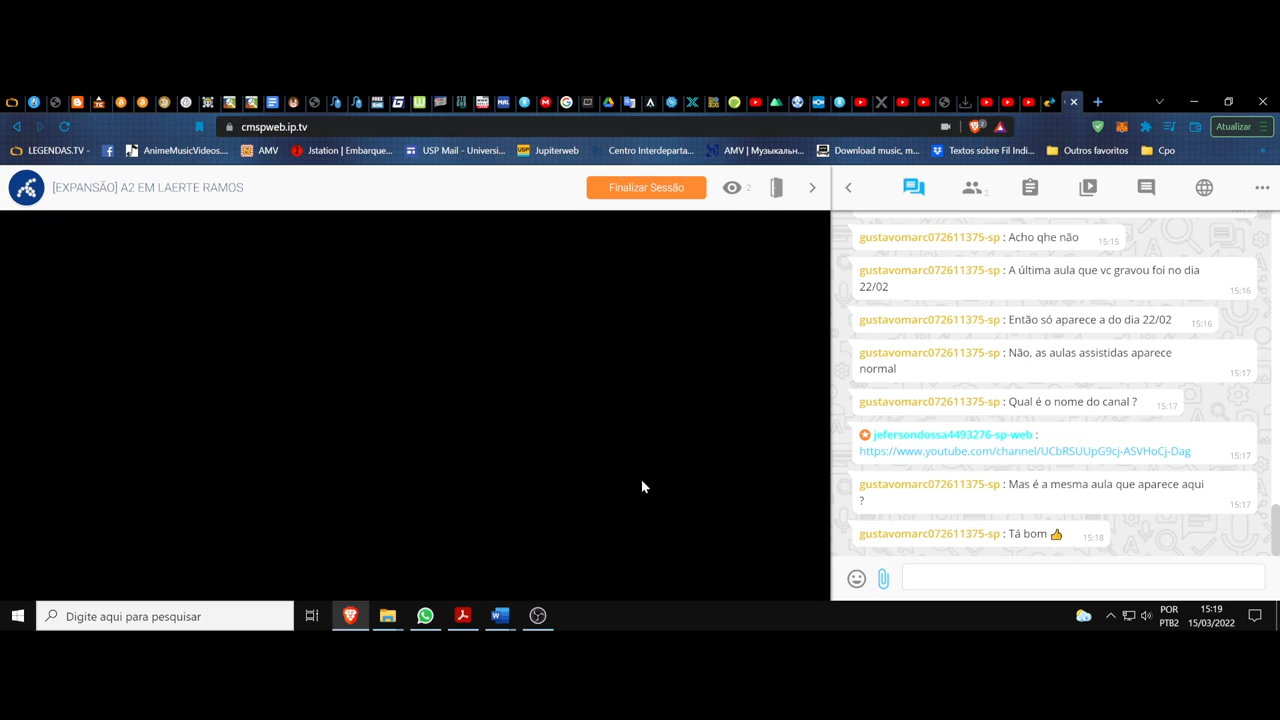 cmspweb.ip.tv
2
Atualizar
LEGENDAS.TV -
AnimeMusicVideos....
AMV
Jstation | Embarque...
USP Mail - Universi...
Jupiterweb
Centro Interdeparta...
AMV | Музыкальн...
Download music, m...
Textos sobre Fil Indi...
Outros favoritos
Cpo
[EXPANSÃO] A2 EM LAERTE RAMOS
Finalizar Sessão
2
2
gustavomarc072611375-sp : Acho qhe não
15:15
gustavomarc072611375-sp : A última aula que vc gravou foi no dia
22/02
15:16
gustavomarc072611375-sp : Então só aparece a do dia 22/02
15:16
gustavomarc072611375-sp : Não, as aulas assistidas aparece
normal
15:17
gustavomarc072611375-sp : Qual é o nome do canal ?
15:17
jefersondossa4493276-sp-web :
https://www.youtube.com/channel/UCbRSUUpG9cj-ASVHoCj-Dag
15:17
gustavomarc072611375-sp : Mas é a mesma aula que aparece aqui
?
15:17
gustavomarc072611375-sp : Tá bom 👍
15:18
Digite aqui para pesquisar
POR
PTB2
15:19
15/03/2022